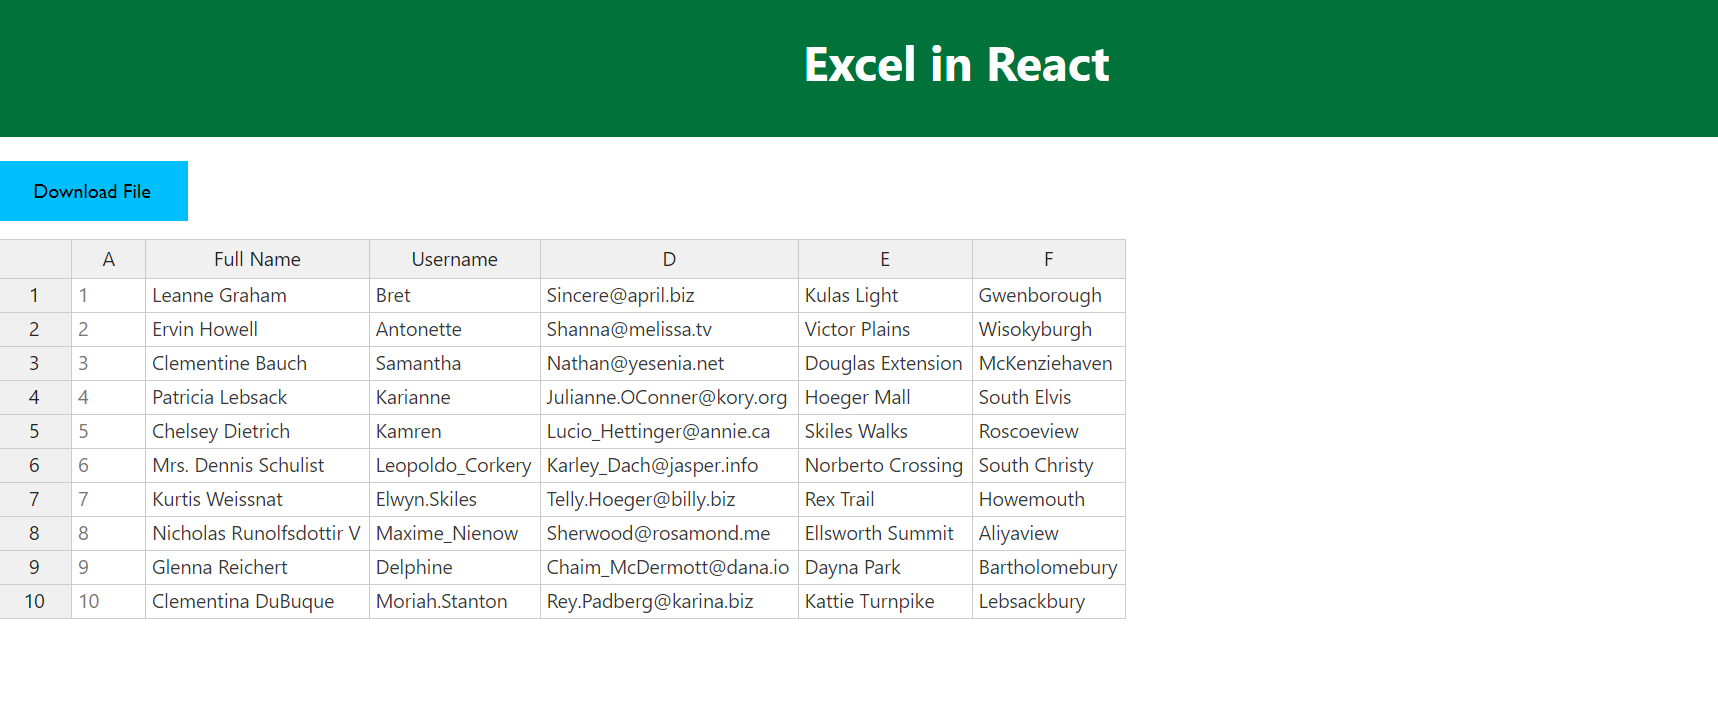 Excel in React
Download File
A Full Name Username D E F
1 1 Leanne Graham Bret Sincere@april.biz Kulas Light Gwenborough
2 2 Ervin Howell Antonette Shanna@melissa.tv Victor Plains Wisokyburgh
3 3 Clementine Bauch Samantha Nathan@yesenia.net Douglas Extension McKenziehaven
4 4 Patricia Lebsack Karianne Julianne.OConner@kory.org Hoeger Mall South Elvis
5 5 Chelsey Dietrich Kamren Lucio_Hettinger@annie.ca Skiles Walks Roscoeview
6 6 Mrs. Dennis Schulist Leopoldo_Corkery Karley_Dach@jasper.info Norberto Crossing South Christy
7 7 Kurtis Weissnat Elwyn.Skiles Telly.Hoeger@billy.biz Rex Trail Howemouth
8 8 Nicholas Runolfsdottir V Maxime_Nienow Sherwood@rosamond.me Ellsworth Summit Aliyaview
9 9 Glenna Reichert Delphine Chaim_McDermott@dana.io Dayna Park Bartholomebury
10 10 Clementina DuBuque Moriah.Stanton Rey.Padberg@karina.biz Kattie Turnpike Lebsackbury